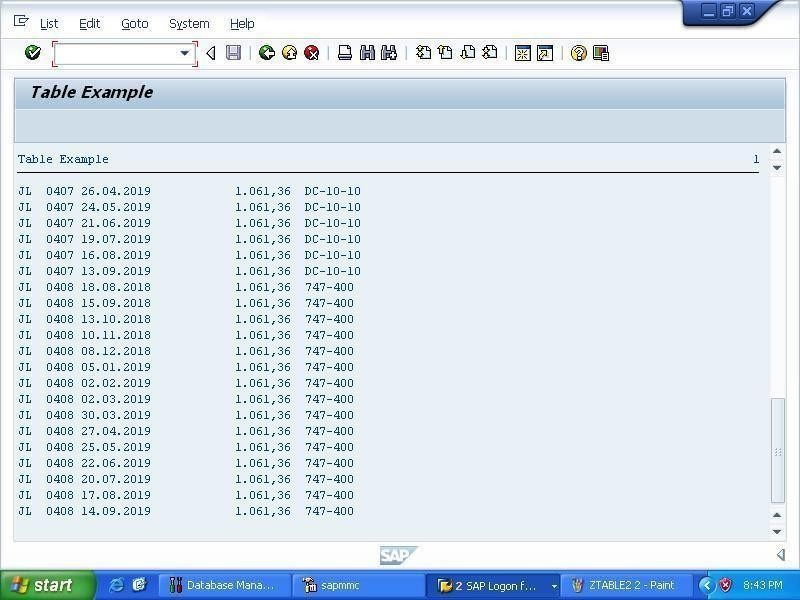 List Edit Goto System Help
Table Example
Table Example 1
JL 0407 26.04.2019 1.061,36 DC-10-10
JL 0407 24.05.2019 1.061,36 DC-10-10
JL 0407 21.06.2019 1.061,36 DC-10-10
JL 0407 19.07.2019 1.061,36 DC-10-10
JL 0407 16.08.2019 1.061,36 DC-10-10
JL 0407 13.09.2019 1.061,36 DC-10-10
JL 0408 18.08.2018 1.061,36 747-400
JL 0408 15.09.2018 1.061,36 747-400
JL 0408 13.10.2018 1.061,36 747-400
JL 0408 10.11.2018 1.061,36 747-400
JL 0408 08.12.2018 1.061,36 747-400
JL 0408 05.01.2019 1.061,36 747-400
JL 0408 02.02.2019 1.061,36 747-400
JL 0408 02.03.2019 1.061,36 747-400
JL 0408 30.03.2019 1.061,36 747-400
JL 0408 27.04.2019 1.061,36 747-400
JL 0408 25.05.2019 1.061,36 747-400
JL 0408 22.06.2019 1.061,36 747-400
JL 0408 20.07.2019 1.061,36 747-400
JL 0408 17.08.2019 1.061,36 747-400
JL 0408 14.09.2019 1.061,36 747-400
SAP
start Database Mana... sapmmc 2 SAP Logon f... ZTABLE2 2 - Paint 8:43 PM